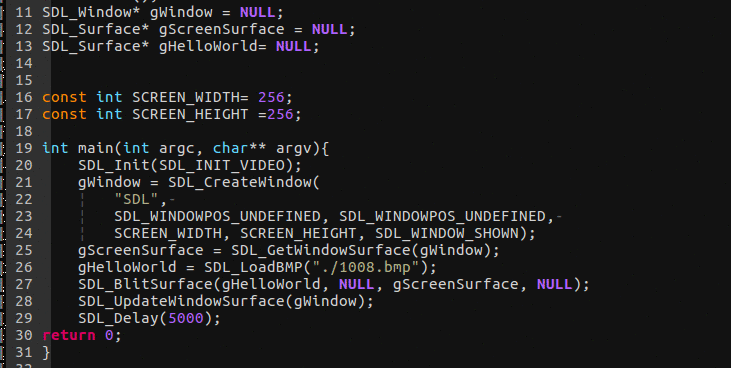 11 SDL_Window* gWindow = NULL;
12 SDL_Surface* gScreenSurface = NULL;
13 SDL_Surface* gHelloWorld= NULL;
14
15
16 const int SCREEN_WIDTH= 256;
17 const int SCREEN_HEIGHT =256;
18
19 int main(int argc, char** argv){
20     SDL_Init(SDL_INIT_VIDEO);
21     gWindow = SDL_CreateWindow(
22     ¦   "SDL",-
23     ¦   SDL_WINDOWPOS_UNDEFINED, SDL_WINDOWPOS_UNDEFINED,-
24     ¦   SCREEN_WIDTH, SCREEN_HEIGHT, SDL_WINDOW_SHOWN);
25     gScreenSurface = SDL_GetWindowSurface(gWindow);
26     gHelloWorld = SDL_LoadBMP("./1008.bmp");
27     SDL_BlitSurface(gHelloWorld, NULL, gScreenSurface, NULL);
28     SDL_UpdateWindowSurface(gWindow);
29     SDL_Delay(5000);
30 return 0;
31 }